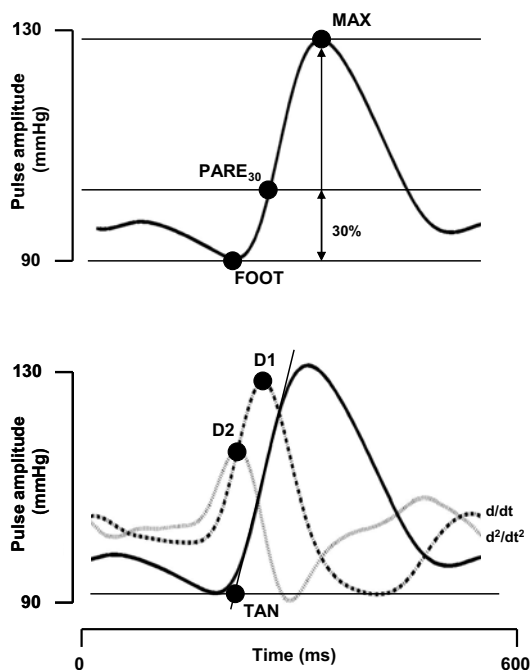 MAX
130
Pulse amplitude
(mmHg)
PARE₃₀
30%
90
FOOT
D1
130
D2
Pulse amplitude
(mmHg)
d/dt
d²/dt²
90
TAN
0
Time (ms)
600